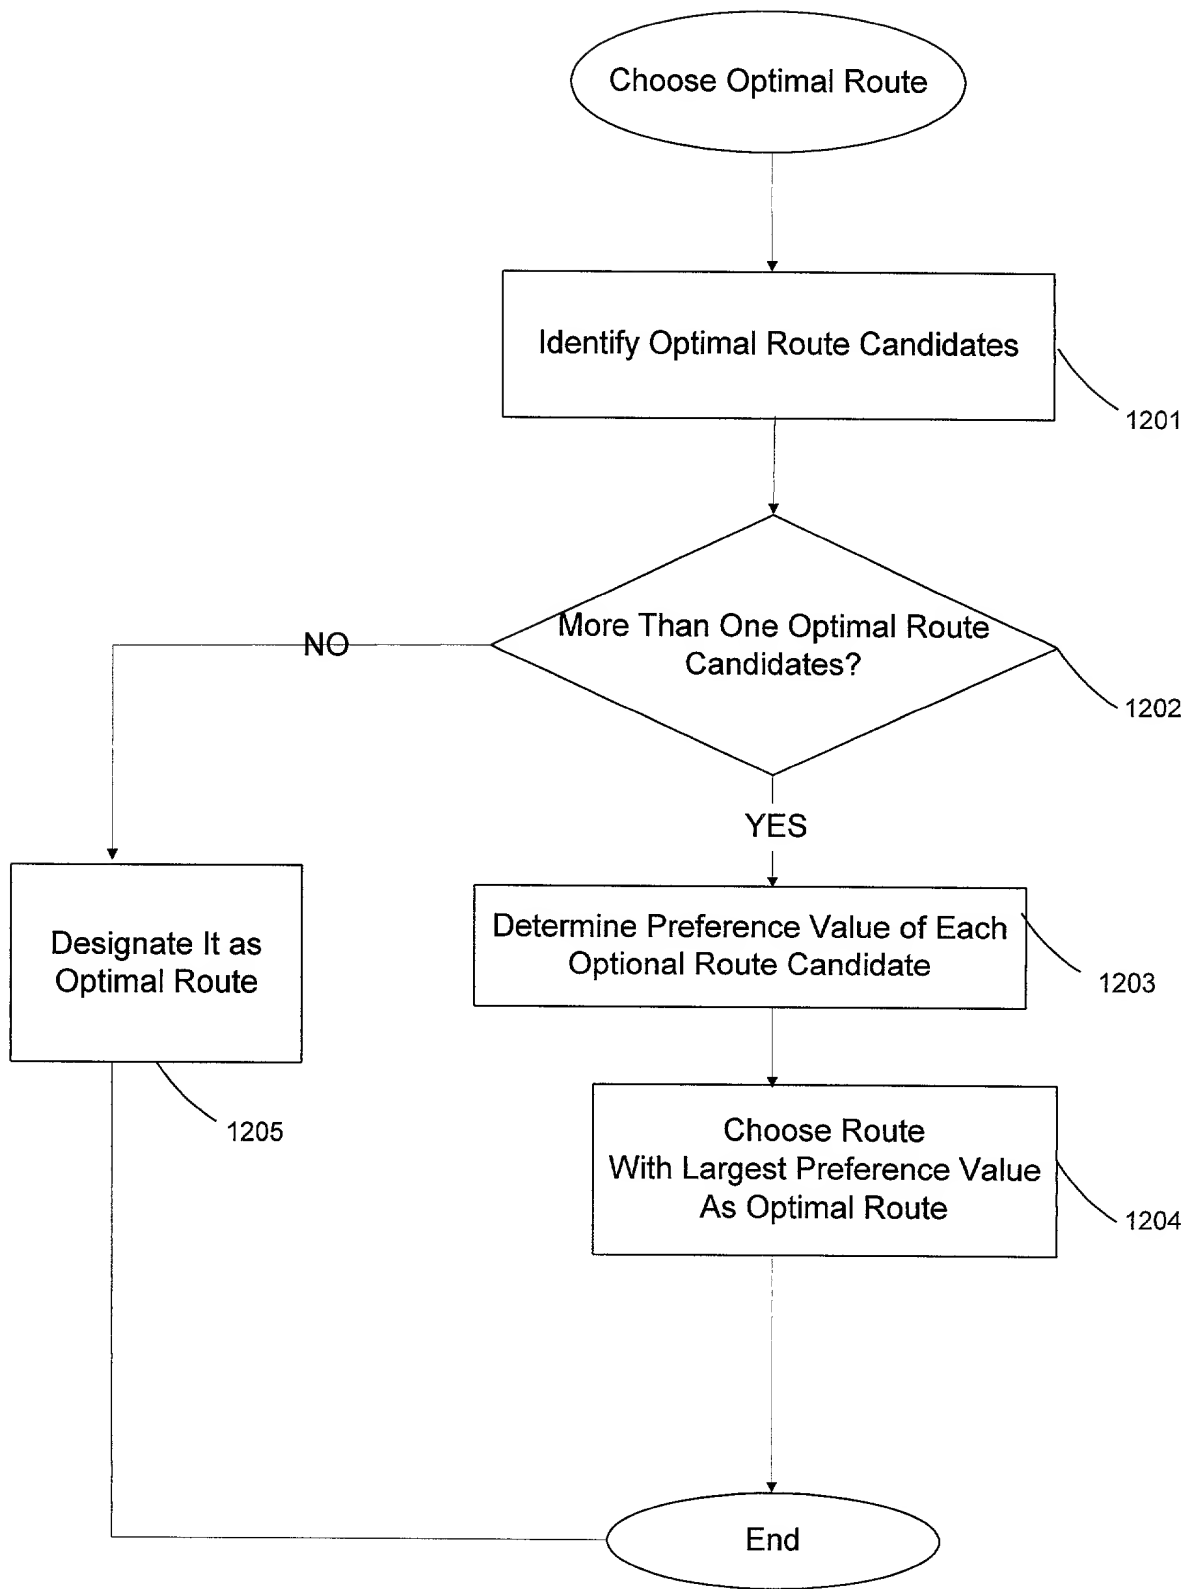 Choose Optimal Route
Identify Optimal Route Candidates
1201
More Than One Optimal Route
Candidates?
1202
NO
YES
Designate It as
Optimal Route
1205
Determine Preference Value of Each
Optional Route Candidate
1203
Choose Route
With Largest Preference Value
As Optimal Route
1204
End